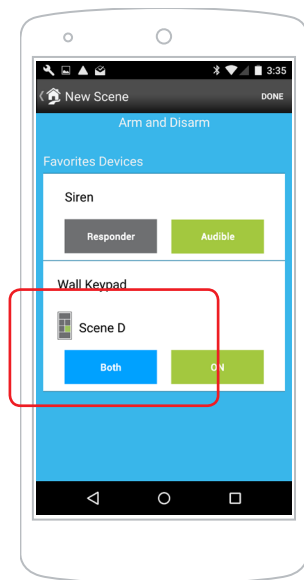 3:35
New Scene DONE
Arm and Disarm
Favorites Devices
Siren
Responder Audible
Wall Keypad
Scene D
Both ON